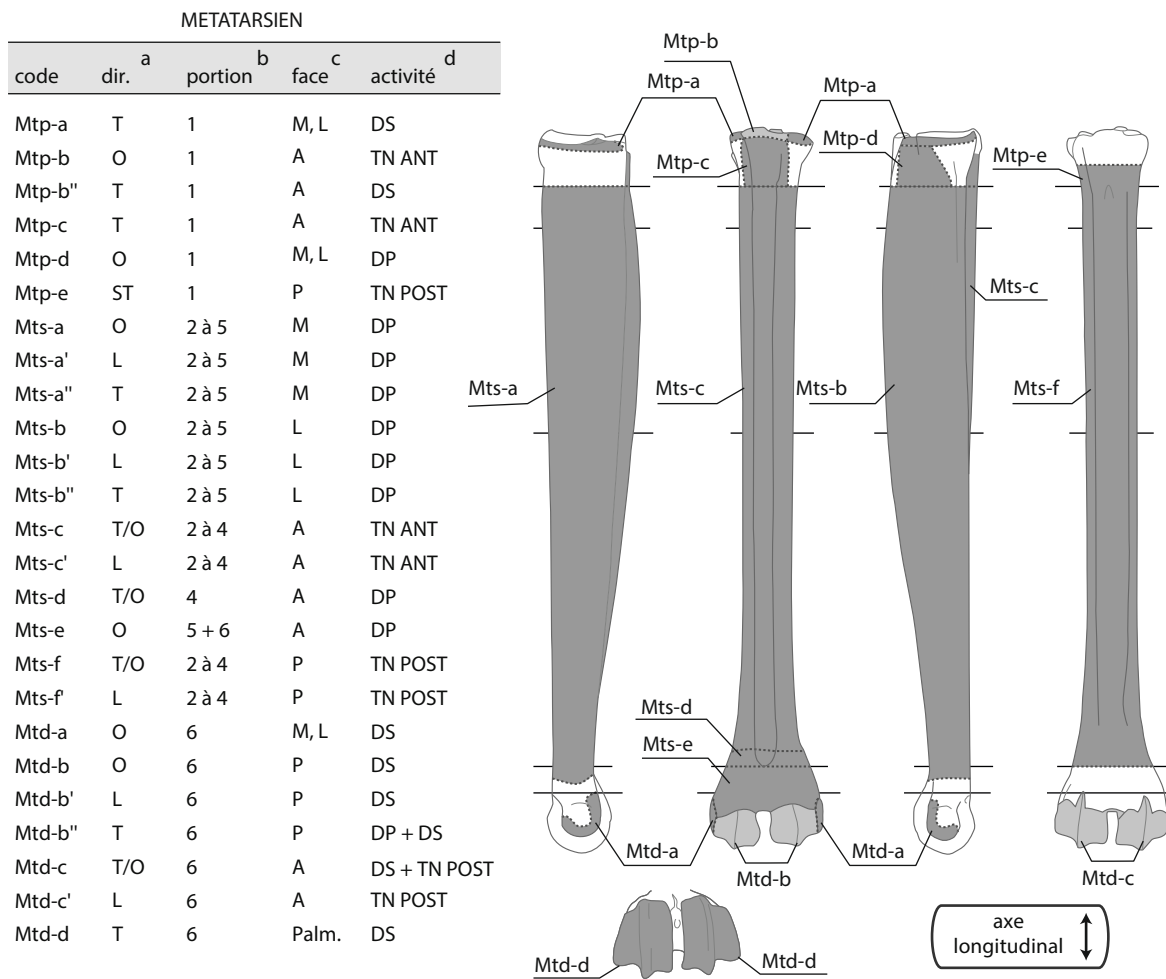 METATARSIEN
code dir. a portion b face c activité d
Mtp-a T 1 M, L DS
Mtp-b O 1 A TN ANT
Mtp-b" T 1 A DS
Mtp-c T 1 A TN ANT
Mtp-d O 1 M, L DP
Mtp-e ST 1 P TN POST
Mts-a O 2 à 5 M DP
Mts-a' L 2 à 5 M DP
Mts-a" T 2 à 5 M DP
Mts-b O 2 à 5 L DP
Mts-b' L 2 à 5 L DP
Mts-b" T 2 à 5 L DP
Mts-c T/O 2 à 4 A TN ANT
Mts-c' L 2 à 4 A TN ANT
Mts-d T/O 4 A DP
Mts-e O 5 + 6 A DP
Mts-f T/O 2 à 4 P TN POST
Mts-f' L 2 à 4 P TN POST
Mtd-a O 6 M, L DS
Mtd-b O 6 P DS
Mtd-b' L 6 P DS
Mtd-b" T 6 P DP + DS
Mtd-c T/O 6 A DS + TN POST
Mtd-c' L 6 A TN POST
Mtd-d T 6 Palm. DS
Mtp-b
Mtp-a Mtp-a
Mtp-d
Mtp-c Mtp-e
Mts-c
Mts-a Mts-c Mts-b Mts-f
Mts-d
Mts-e
Mtd-a Mtd-a
Mtd-b Mtd-c
Mtd-d Mtd-d
axe
longitudinal